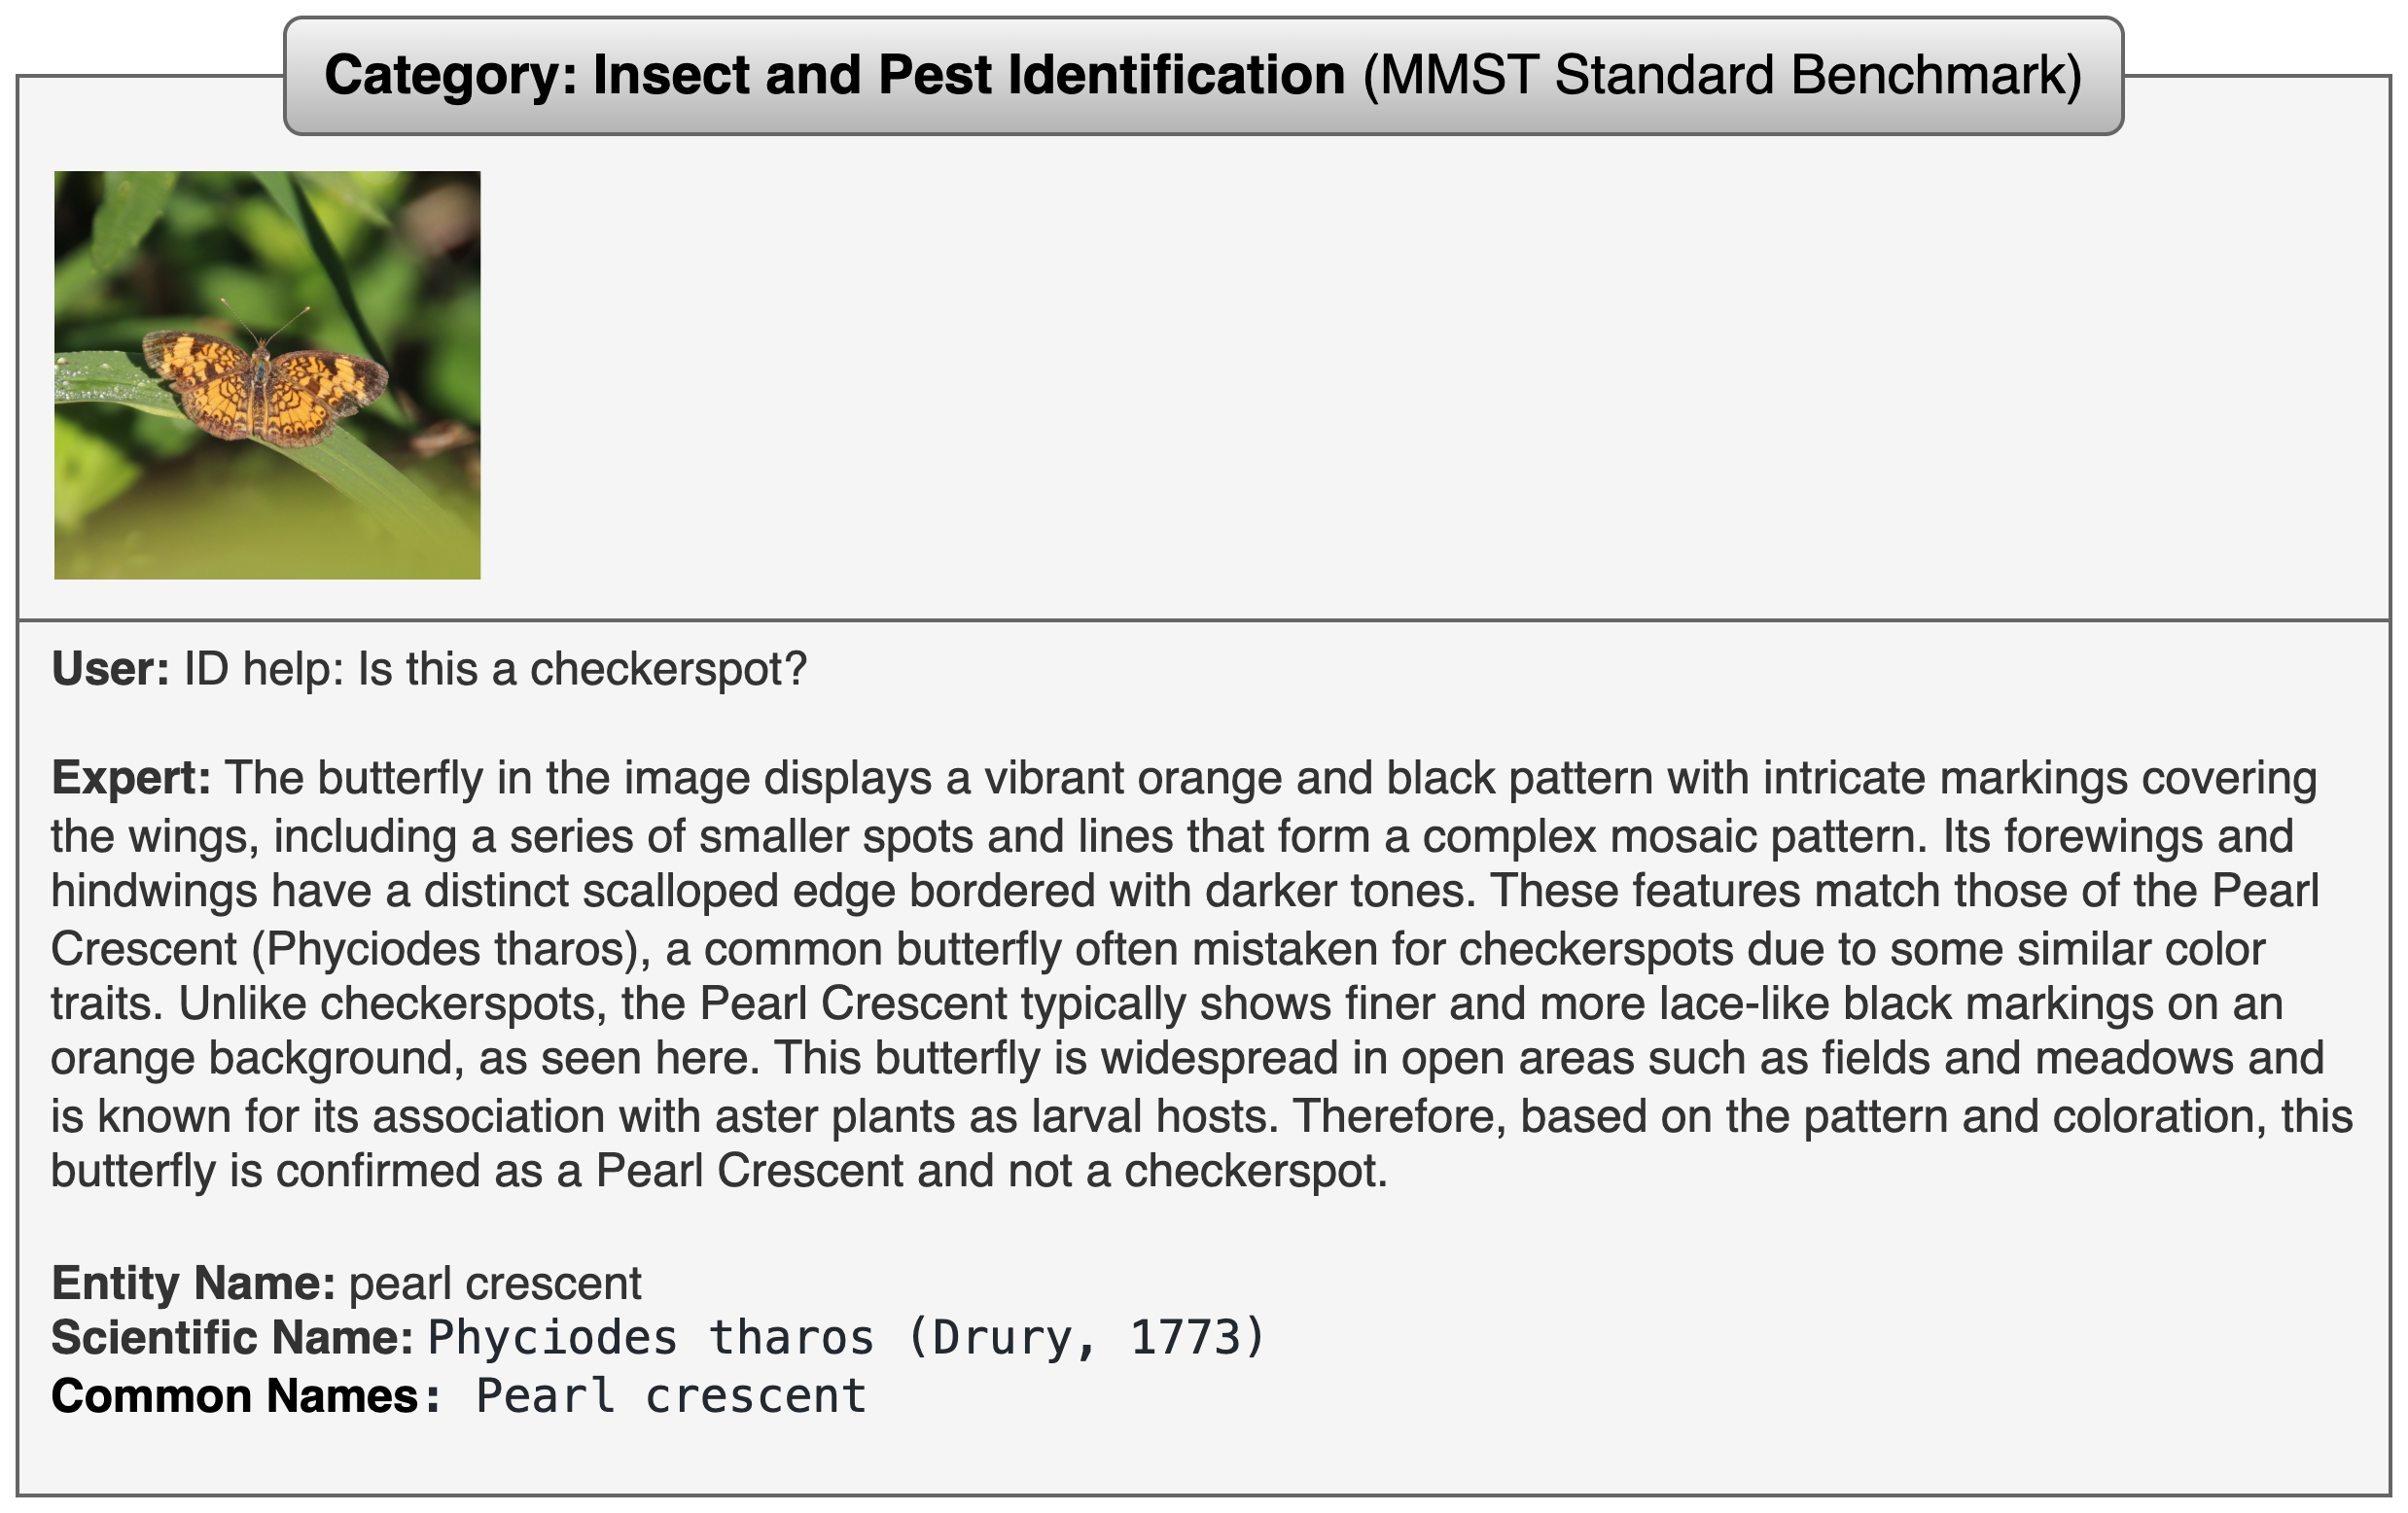 Category: Insect and Pest Identification (MMST Standard Benchmark)
User: ID help: Is this a checkerspot?
Expert: The butterfly in the image displays a vibrant orange and black pattern with intricate markings covering
the wings, including a series of smaller spots and lines that form a complex mosaic pattern. Its forewings and
hindwings have a distinct scalloped edge bordered with darker tones. These features match those of the Pearl
Crescent (Phyciodes tharos), a common butterfly often mistaken for checkerspots due to some similar color
traits. Unlike checkerspots, the Pearl Crescent typically shows finer and more lace-like black markings on an
orange background, as seen here. This butterfly is widespread in open areas such as fields and meadows and
is known for its association with aster plants as larval hosts. Therefore, based on the pattern and coloration, this
butterfly is confirmed as a Pearl Crescent and not a checkerspot.
Entity Name: pearl crescent
Scientific Name: Phyciodes tharos (Drury, 1773)
Common Names: Pearl crescent